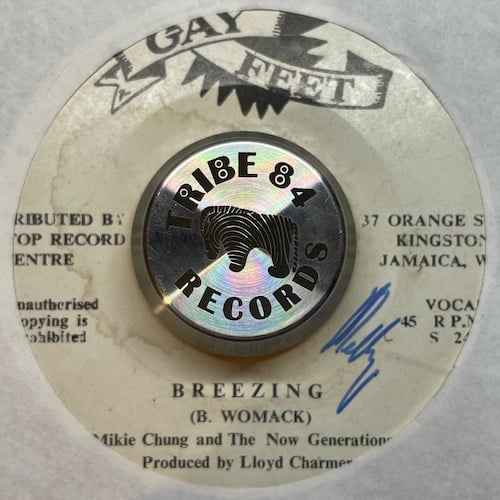 GAY
FEET
TRIBE 84
RECORDS
RIBUTED BY
TOP RECORD
ENTRE
37 ORANGE S
KINGSTON
JAMAICA, W
nauthorised
opying is
ohibited
VOCA
45 R.P.M
S 24
BREEZING
(B. WOMACK)
Mikie Chung and The Now Generation
Produced by Lloyd Charmer